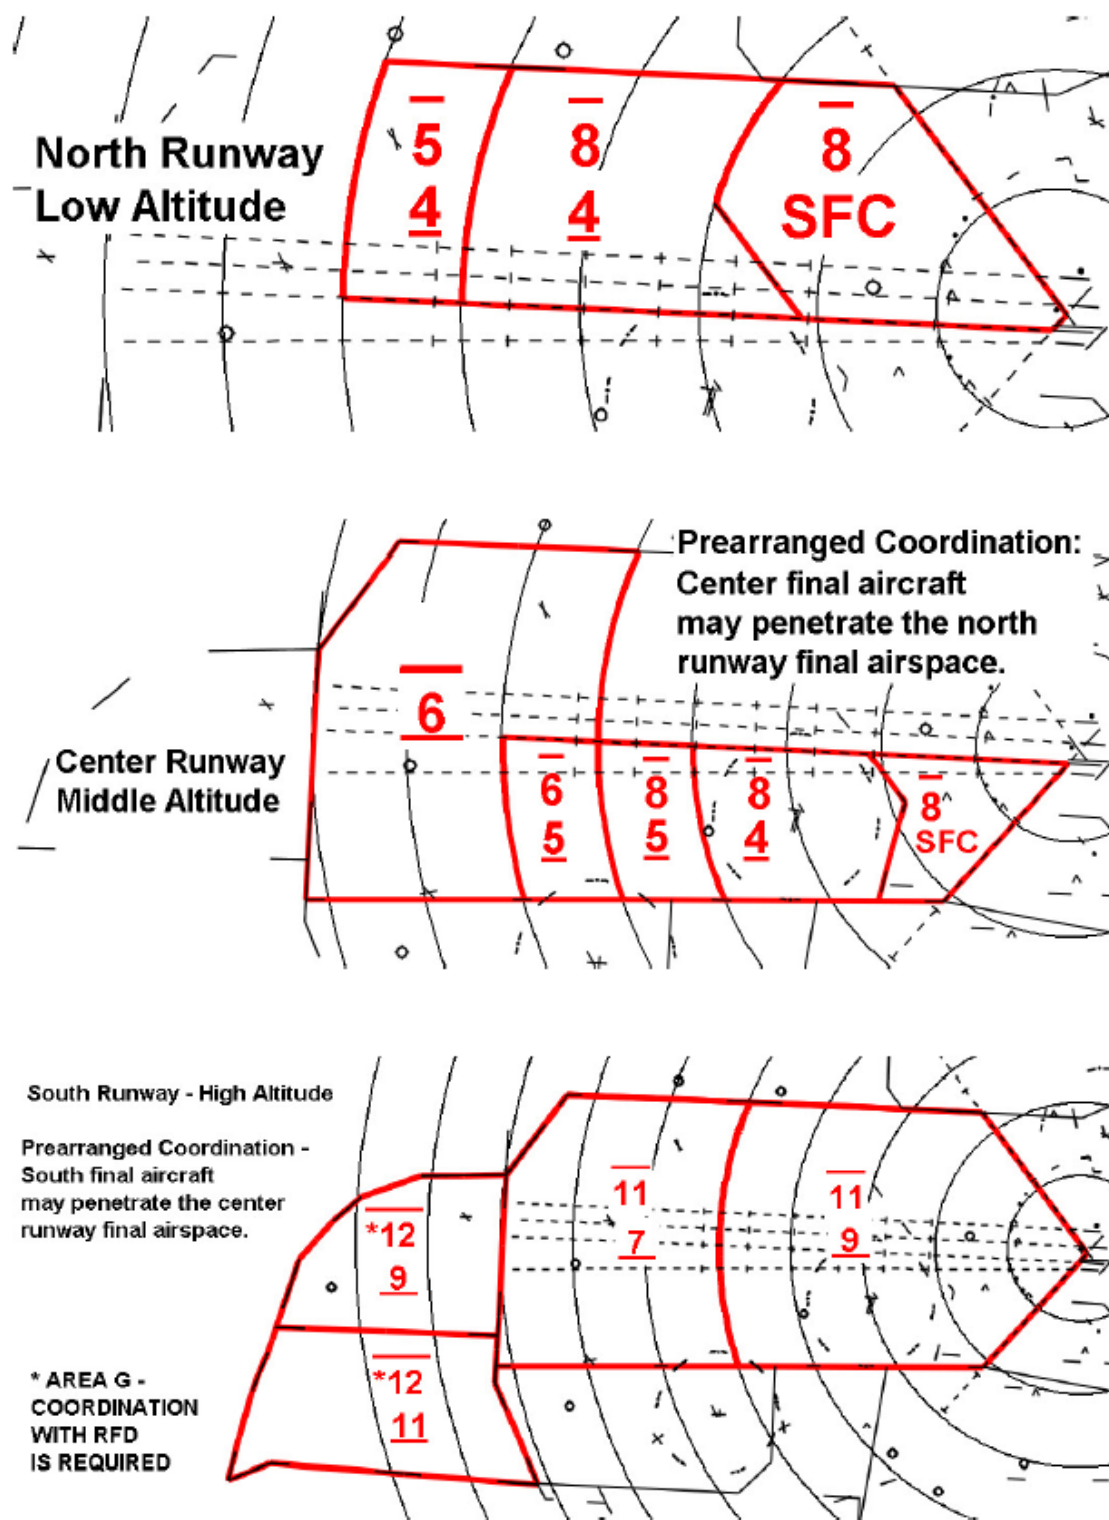 North Runway
Low Altitude
5
4
8
4
8
SFC
Prearranged Coordination:
Center final aircraft
may penetrate the north
runway final airspace.
Center Runway
Middle Altitude
6
6
5
8
5
8
4
8
SFC
South Runway - High Altitude
Prearranged Coordination -
South final aircraft
may penetrate the center
runway final airspace.
*12
9
11
7
11
9
*12
11
* AREA G -
COORDINATION
WITH RFD
IS REQUIRED